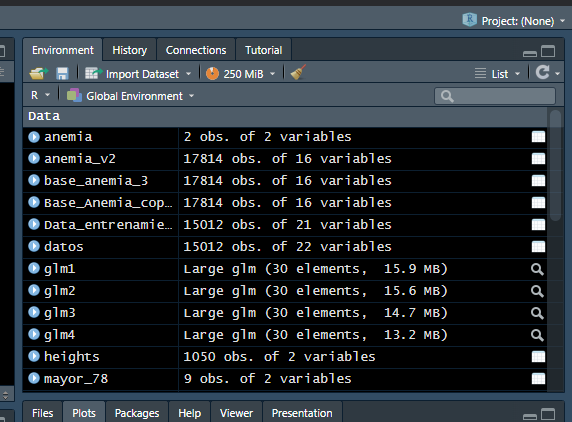 R Project: (None)
Environment History Connections Tutorial
Import Dataset 250 MiB List
R Global Environment
Data
anemia 2 obs. of 2 variables
anemia_v2 17814 obs. of 16 variables
base_anemia_3 17814 obs. of 16 variables
Base_Anemia_cop… 17814 obs. of 16 variables
Data_entrenamie… 15012 obs. of 21 variables
datos 15012 obs. of 22 variables
glm1 Large glm (30 elements, 15.9 MB)
glm2 Large glm (30 elements, 15.6 MB)
glm3 Large glm (30 elements, 14.7 MB)
glm4 Large glm (30 elements, 13.2 MB)
heights 1050 obs. of 2 variables
mayor_78 9 obs. of 2 variables
Files Plots Packages Help Viewer Presentation